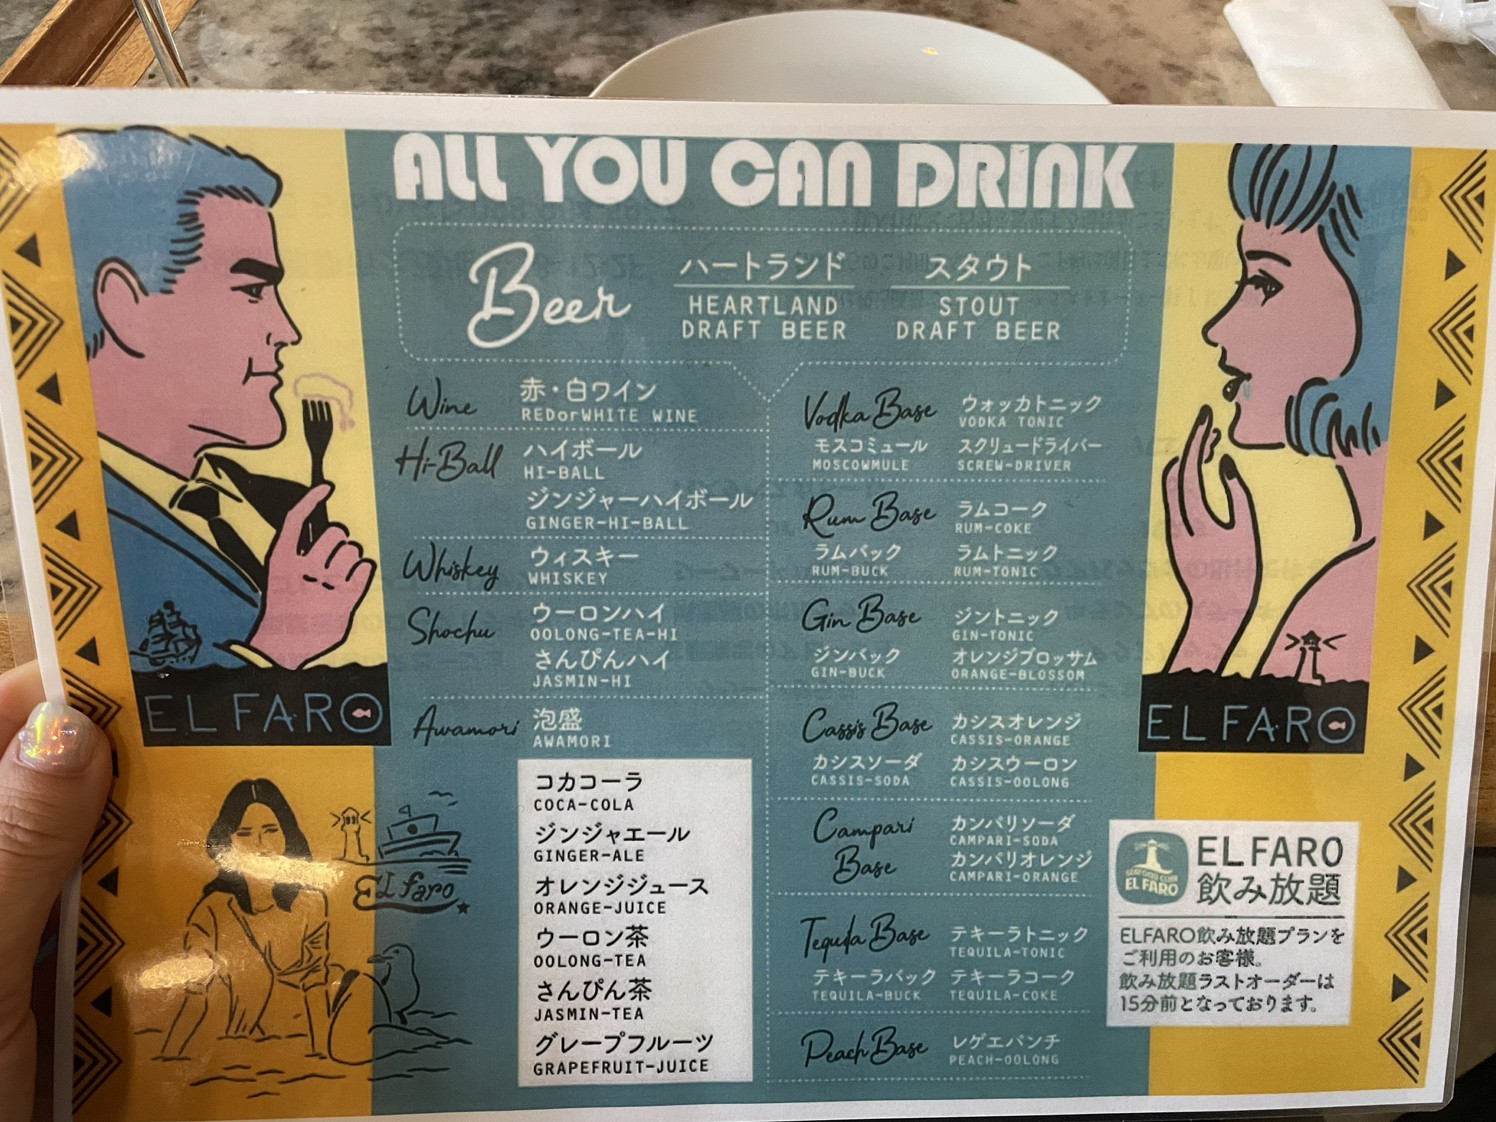 ALL YOU CAN DRINK
Beer
ハートランド
HEARTLAND
DRAFT BEER
スタウト
STOUT
DRAFT BEER
Wine
赤・白ワイン
REDorWHITE WINE
Hi-Ball
ハイボール
HI-BALL
ジンジャーハイボール
GINGER-HI-BALL
Whiskey
ウィスキー
WHISKEY
Shochu
ウーロンハイ
OOLONG-TEA-HI
さんぴんハイ
JASMIN-HI
Awamori
泡盛
AWAMORI
コカコーラ
COCA-COLA
ジンジャエール
GINGER-ALE
オレンジジュース
ORANGE-JUICE
ウーロン茶
OOLONG-TEA
さんぴん茶
JASMIN-TEA
グレープフルーツ
GRAPEFRUIT-JUICE
Vodka Base
ウォッカトニック
VODKA TONIC
モスコミュール
MOSCOWMULE
スクリュードライバー
SCREW-DRIVER
Rum Base
ラムコーク
RUM-COKE
ラムバック
RUM-BUCK
ラムトニック
RUM-TONIC
Gin Base
ジントニック
GIN-TONIC
ジンバック
GIN-BUCK
オレンジブロッサム
ORANGE-BLOSSOM
Cassis Base
カシスオレンジ
CASSIS-ORANGE
カシスソーダ
CASSIS-SODA
カシスウーロン
CASSIS-OOLONG
Campari
Base
カンパリソーダ
CAMPARI-SODA
カンパリオレンジ
CAMPARI-ORANGE
Tequila Base
テキーラトニック
TEQUILA-TONIC
テキーラバック
TEQUILA-BUCK
テキーラコーク
TEQUILA-COKE
Peach Base
レゲエパンチ
PEACH-OOLONG
EL FARO
EL FARO
El faro
EL FARO
ELFARO
飲み放題
ELFARO飲み放題プランを
ご利用のお客様。
飲み放題ラストオーダーは
15分前となっております。